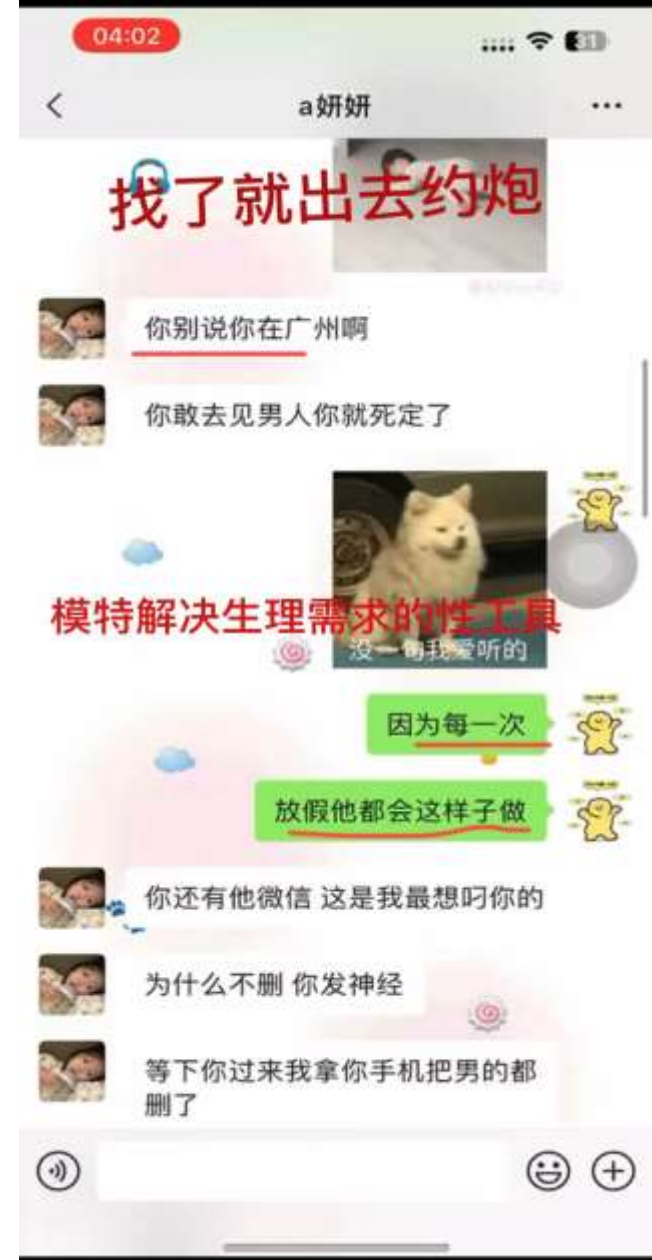 04:02
31
a妍妍
找了就出去约炮
你别说你在广州啊
你敢去见男人你就死定了
模特解决生理需求的性工具
没一句我爱听的
因为每一次
放假他都会这样子做
你还有他微信 这是我最想叼你的
为什么不删 你发神经
等下你过来我拿你手机把男的都
删了